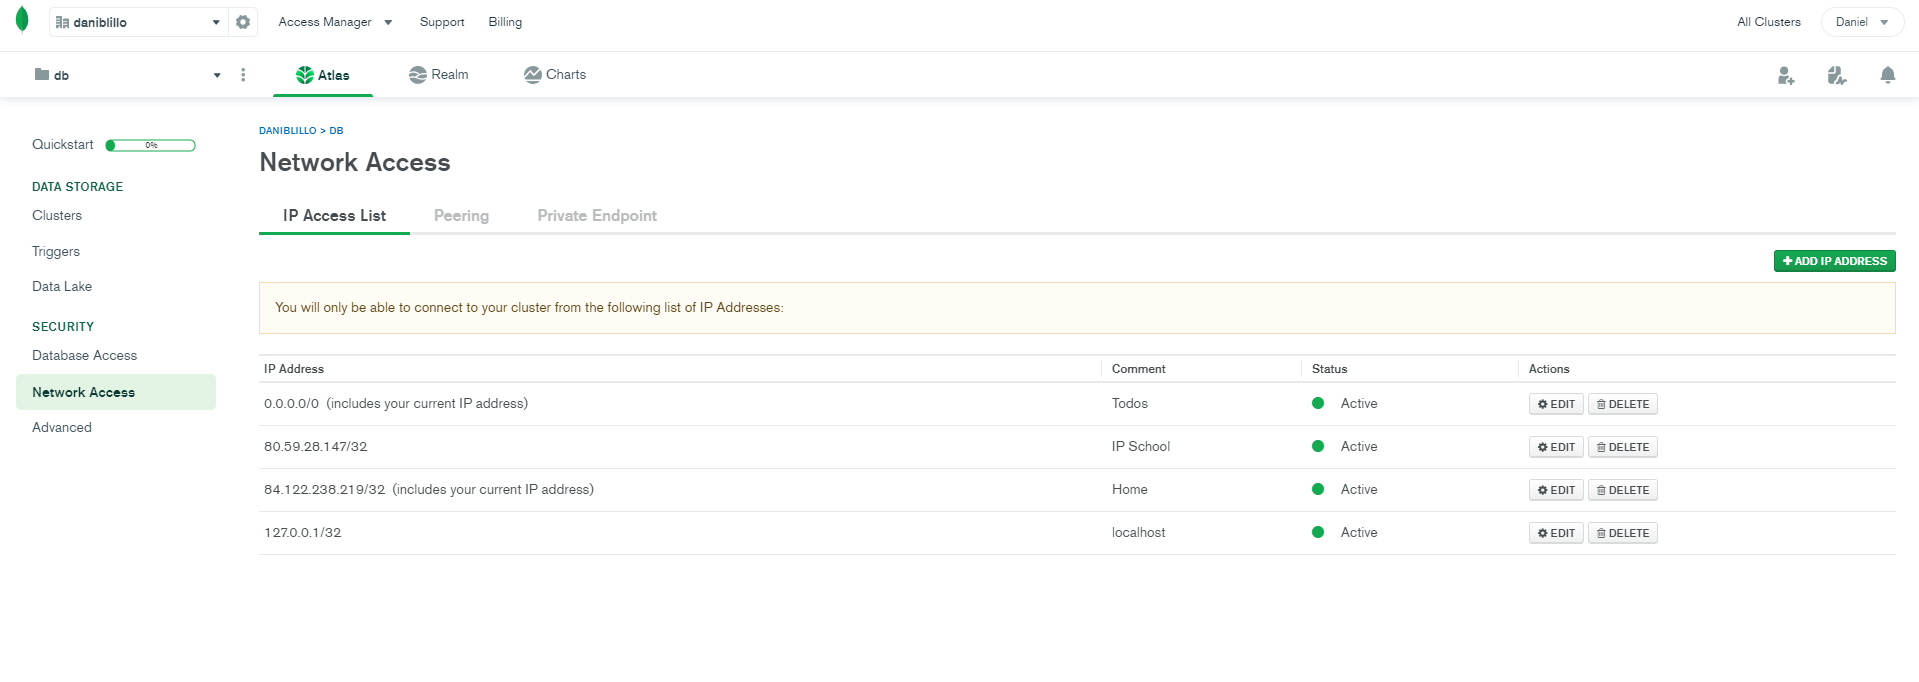 daniblillo
Access Manager
Support
Billing
All Clusters
Daniel
db
Atlas
Realm
Charts
Quickstart
0%
DATA STORAGE
Clusters
Triggers
Data Lake
SECURITY
Database Access
Network Access
Advanced
DANIBLILLO > DB
Network Access
IP Access List
Peering
Private Endpoint
ADD IP ADDRESS
You will only be able to connect to your cluster from the following list of IP Addresses:
IP Address Comment Status Actions
0.0.0.0/0 (includes your current IP address) Todos Active EDIT DELETE
80.59.28.147/32 IP School Active EDIT DELETE
84.122.238.219/32 (includes your current IP address) Home Active EDIT DELETE
127.0.0.1/32 localhost Active EDIT DELETE